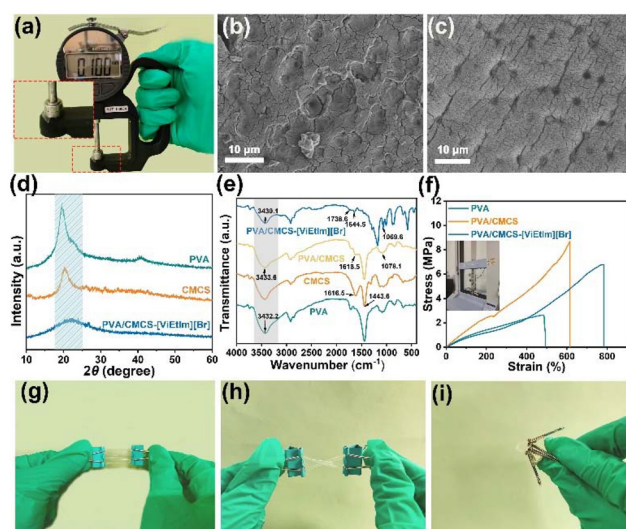 (a)
0.100
(b)
10 µm
(c)
10 µm
(d)
Intensity (a.u.)
PVA
CMCS
PVA/CMCS-[ViEtIm][Br]
10 20 30 40 50 60
2θ (degree)
(e)
Transmittance (a.u.)
3439.1
1738.6
1644.5
1069.6
PVA/CMCS-[ViEtIm][Br]
PVA/CMCS
3433.6
1618.5
1078.1
CMCS
1616.5
1443.6
3432.2
PVA
4000 3500 3000 2500 2000 1500 1000 500
Wavenumber (cm⁻¹)
(f)
PVA
PVA/CMCS
PVA/CMCS-[ViEtIm][Br]
Stress (MPa)
12
10
8
6
4
2
0
0 200 400 600 800 1000
Strain (%)
(g)
(h)
(i)